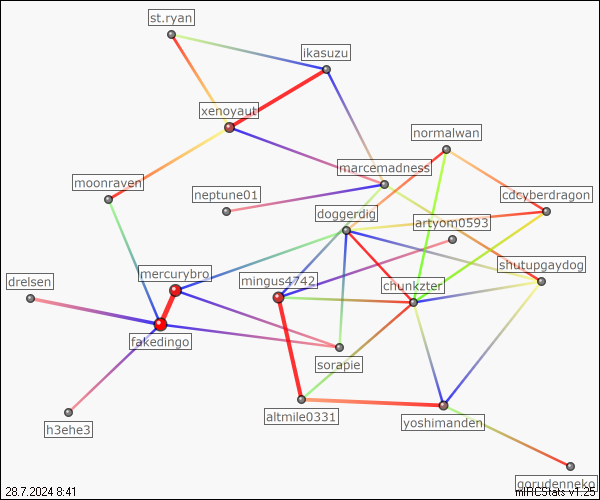 st.ryan
ikasuzu
xenoyaut
normalwan
marcemadness
moonraven
neptune01
cdcyberdragon
doggerdig
artyom0593
shutupgaydog
mercurybro
mingus4742
drelsen
chunkzter
fakedingo
sorapie
altmile0331
yoshimanden
h3ehe3
gorudenneko
28.7.2024 8:41
mIRCStats v1.25